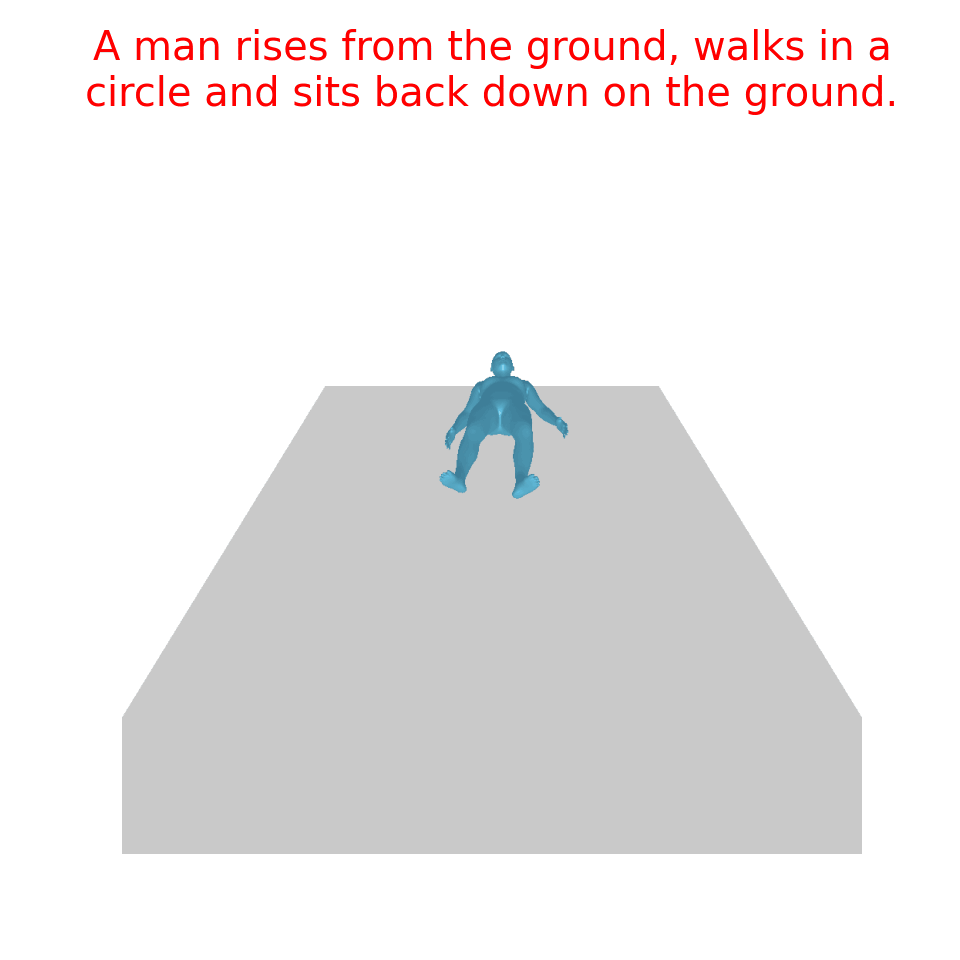 A man rises from the ground, walks in a
circle and sits back down on the ground.